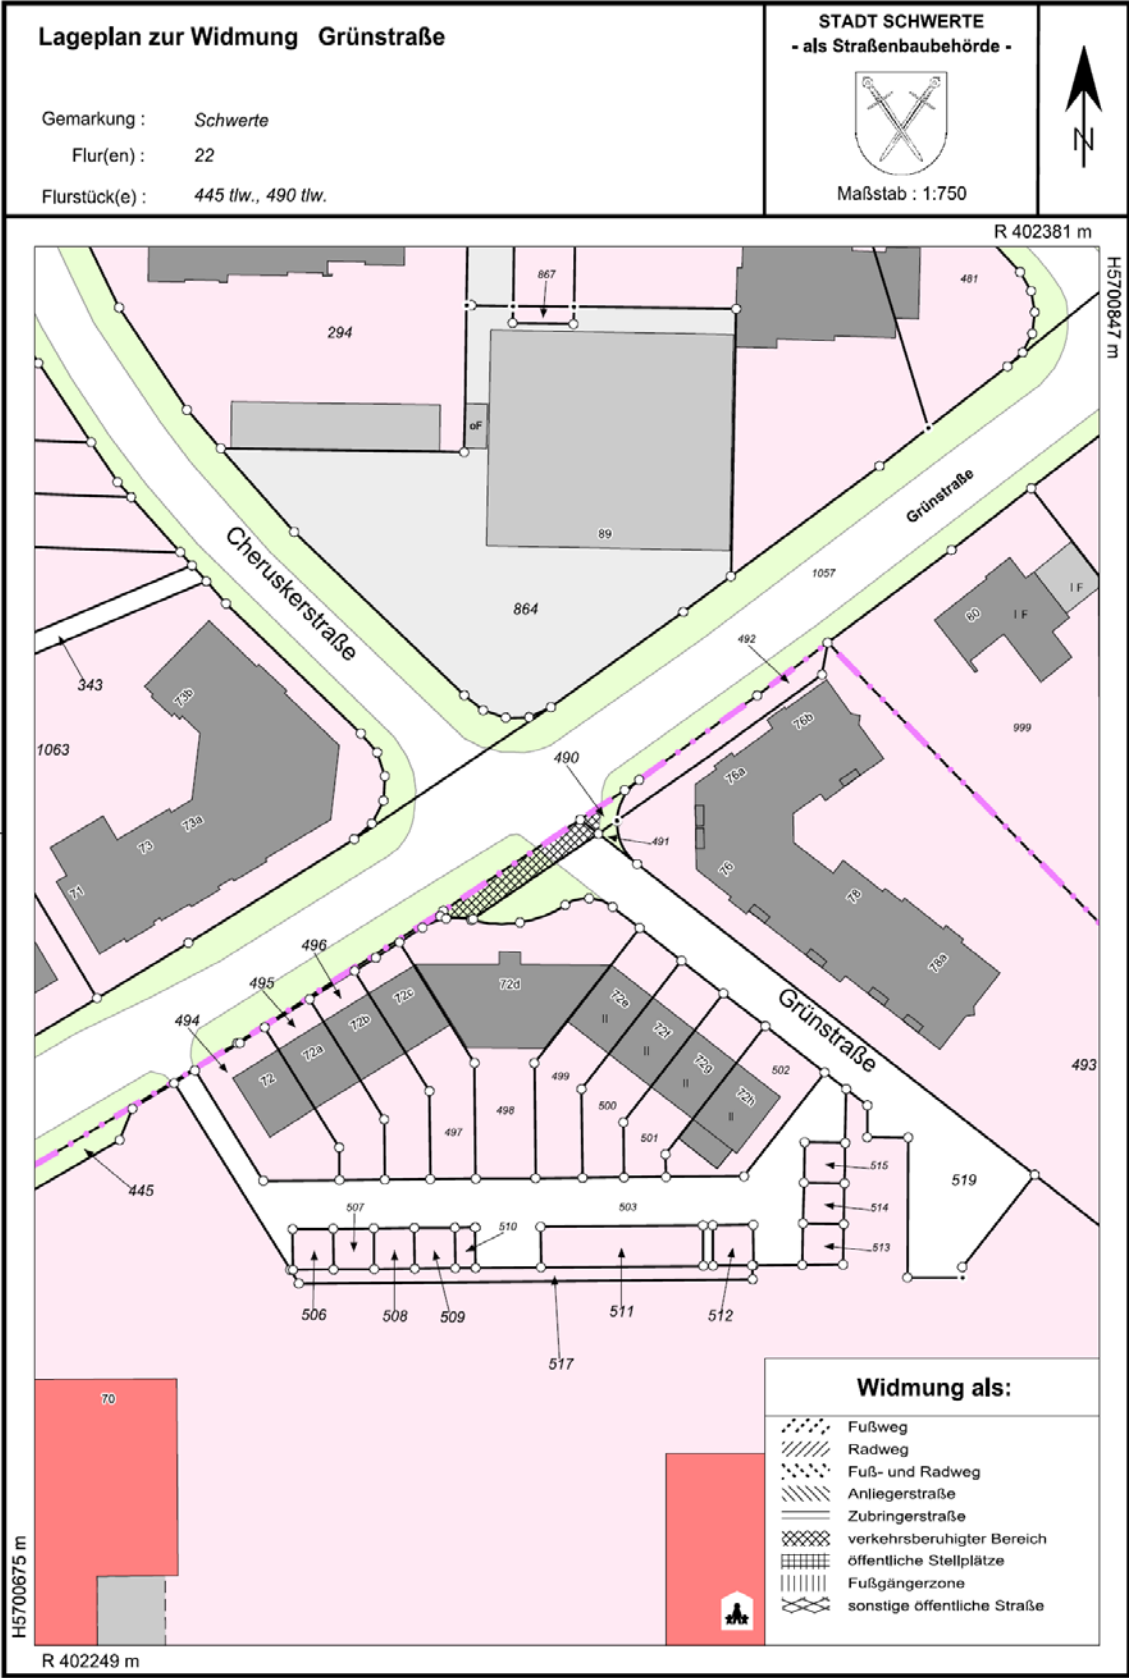 Lageplan zur Widmung Grünstraße
Gemarkung : Schwerte
Flur(en) : 22
Flurstück(e) : 445 tlw., 490 tlw.
STADT SCHWERTE
- als Straßenbaubehörde -
Maßstab : 1:750
N
R 402381 m
H5700847 m
867
481
294
oF
89
Grünstraße
1057
Cheruskerstraße
864
I F
80
I F
492
343
73b
76b
999
1063
490
76a
73a
73
491
71
76
78
78a
496
72d
495
72c
72e
II
Grünstraße
494
72b
72f
II
72a
72g
II
493
72
499
502
72h
II
498
500
497
501
515
519
445
507
503
510
514
513
506
508
509
511
512
517
70
Widmung als:
Fußweg
Radweg
Fuß- und Radweg
Anliegerstraße
Zubringerstraße
verkehrsberuhigter Bereich
öffentliche Stellplätze
Fußgängerzone
sonstige öffentliche Straße
H5700675 m
R 402249 m